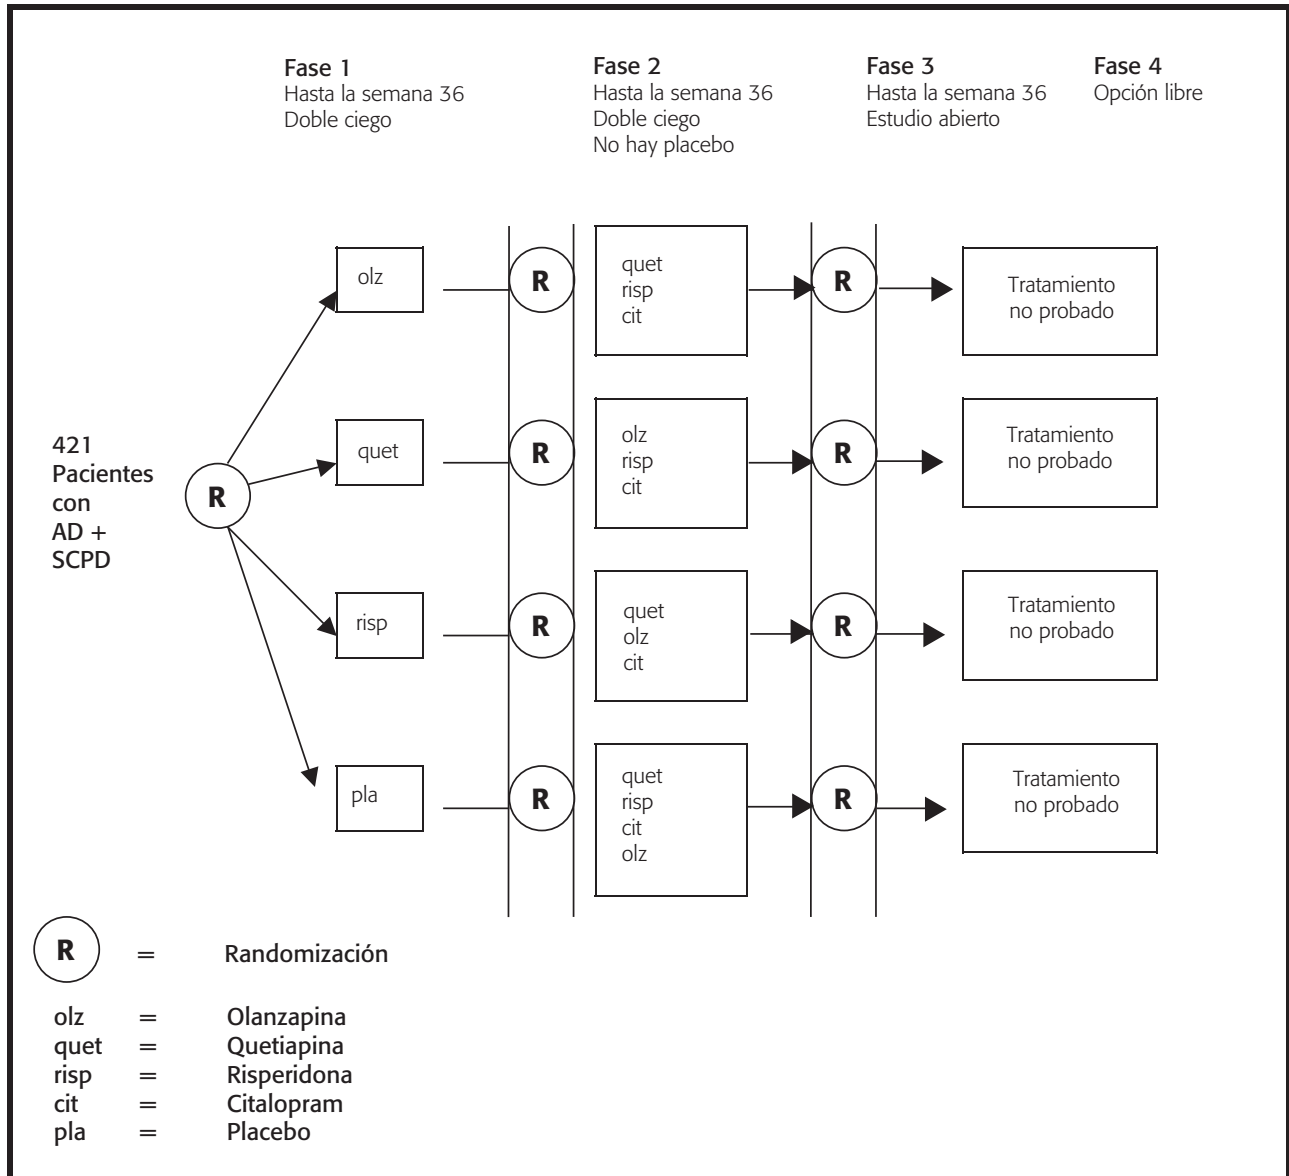 Fase 1
Hasta la semana 36
Doble ciego
Fase 2
Hasta la semana 36
Doble ciego
No hay placebo
Fase 3
Hasta la semana 36
Estudio abierto
Fase 4
Opción libre
421
Pacientes
con
AD +
SCPD
R
olz
R
quet
risp
cit
R
Tratamiento
no probado
quet
R
olz
risp
cit
R
Tratamiento
no probado
risp
R
quet
olz
cit
R
Tratamiento
no probado
pla
R
quet
risp
cit
olz
R
Tratamiento
no probado
R = Randomización
olz = Olanzapina
quet = Quetiapina
risp = Risperidona
cit = Citalopram
pla = Placebo